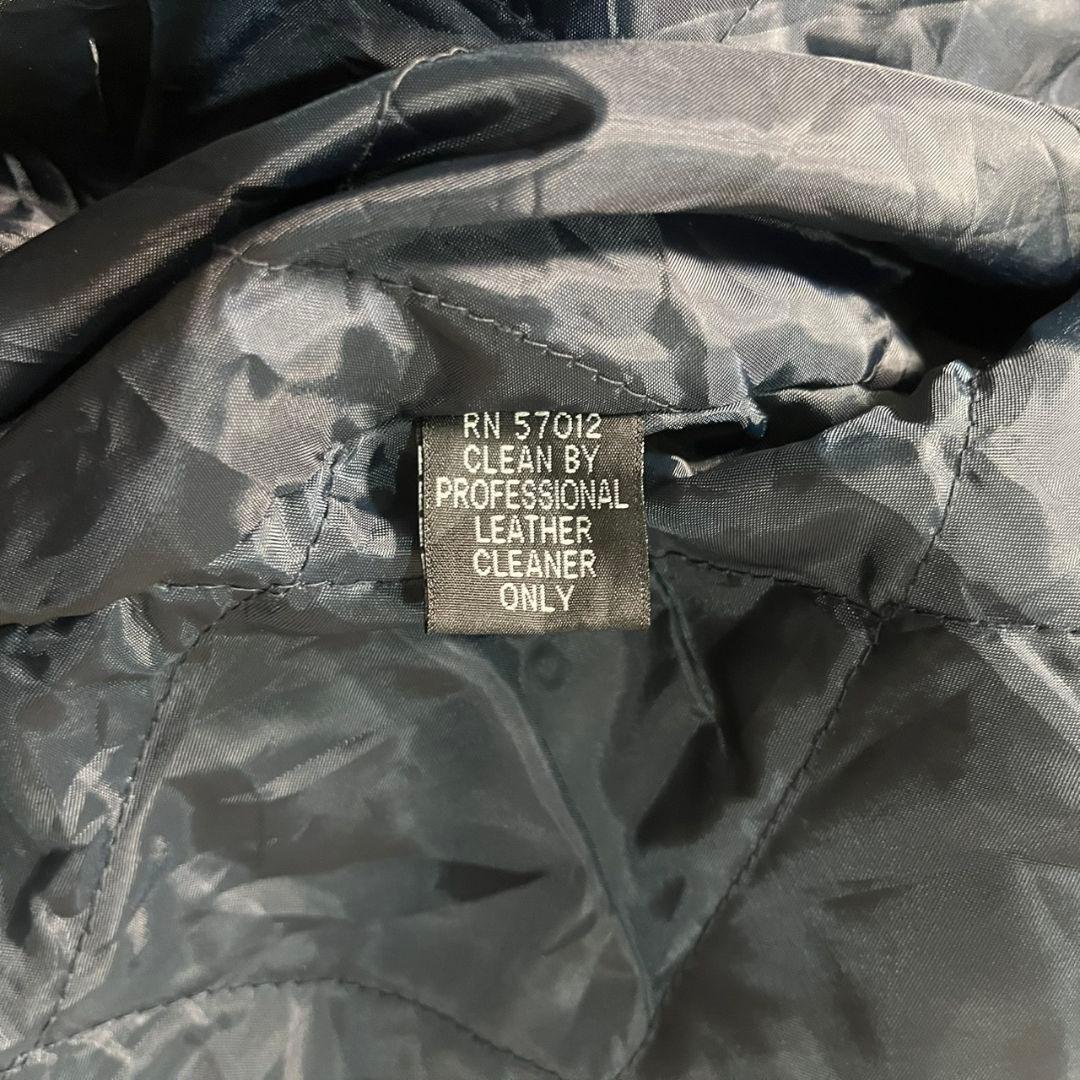 RN 57012
CLEAN BY
PROFESSIONAL
LEATHER
CLEANER
ONLY